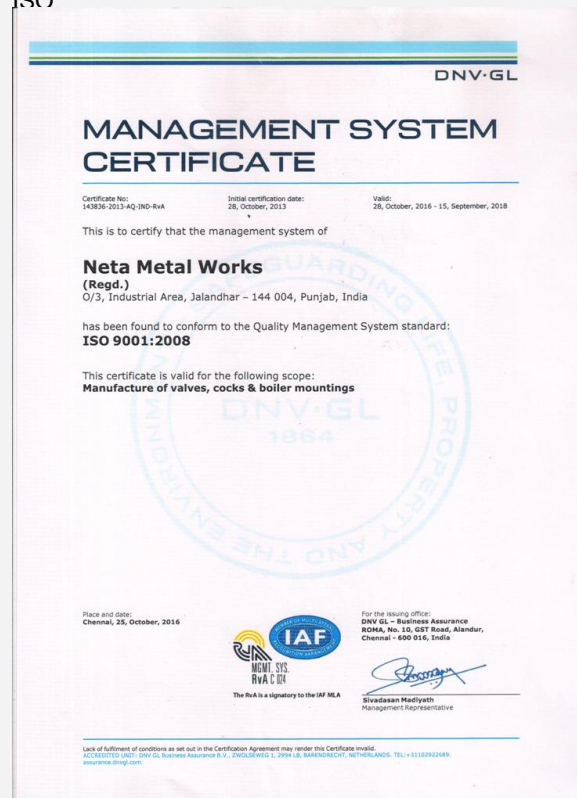 ISO
DNV·GL
MANAGEMENT SYSTEM
CERTIFICATE
Certificate No:
143836-2013-AQ-IND-RvA
Initial certification date:
28, October, 2013
Valid:
28, October, 2016 - 15, September, 2018
This is to certify that the management system of
Neta Metal Works
(Regd.)
O/3, Industrial Area, Jalandhar – 144 004, Punjab, India
has been found to conform to the Quality Management System standard:
ISO 9001:2008
This certificate is valid for the following scope:
Manufacture of valves, cocks & boiler mountings
SAFEGUARDING LIFE, PROPERTY AND THE ENVIRONM
DNV·GL
1864
Place and date:
Chennai, 25, October, 2016
For the issuing office:
DNV GL – Business Assurance
ROMA, No. 10, GST Road, Alandur,
Chennai - 600 016, India
IAF
MGMT. SYS.
RvA C 024
The RvA is a signatory to the IAF MLA
Sivadasan Madiyath
Management Representative
Lack of fulfilment of conditions as set out in the Certification Agreement may render this Certificate invalid.
ACCREDITED UNIT: DNV GL Business Assurance B.V., ZWOLSEWEG 1, 2994 LB, BARENDRECHT, NETHERLANDS. TEL:+31102922689.
assurance.dnvgl.com